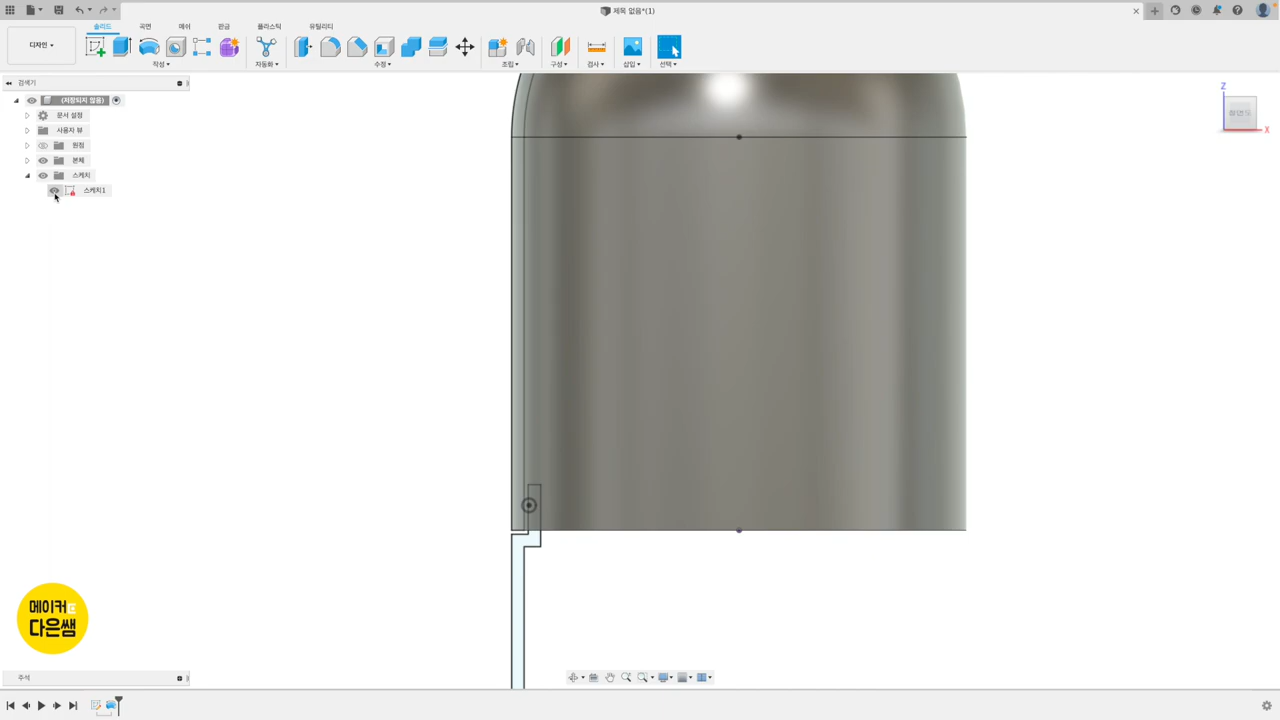 제목 없음*(1)
솔리드 곡면 메쉬 판금 플라스틱 유틸리티
디자인
작성 자동화 수정 조립 구성 검사 삽입 선택
검색기
(저장되지 않음)
문서 설정
사용자 뷰
원점
본체
스케치
스케치1
Z
정면도
X
메이커
다은쌤
주석